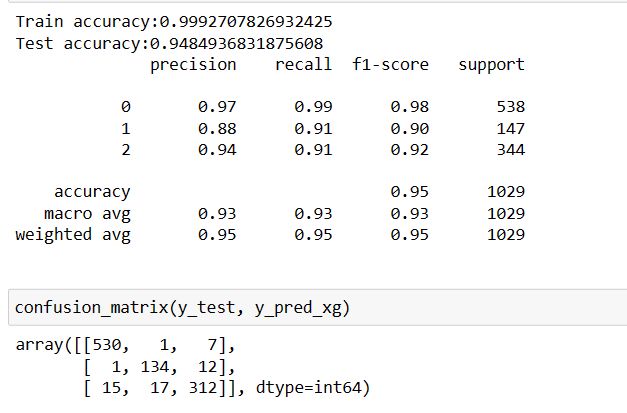 Train accuracy:0.9992707826932425
Test accuracy:0.9484936831875608
precision recall f1-score support
0 0.97 0.99 0.98 538
1 0.88 0.91 0.90 147
2 0.94 0.91 0.92 344
accuracy 0.95 1029
macro avg 0.93 0.93 0.93 1029
weighted avg 0.95 0.95 0.95 1029
confusion_matrix(y_test, y_pred_xg)
array([[530, 1, 7],
[ 1, 134, 12],
[ 15, 17, 312]], dtype=int64)